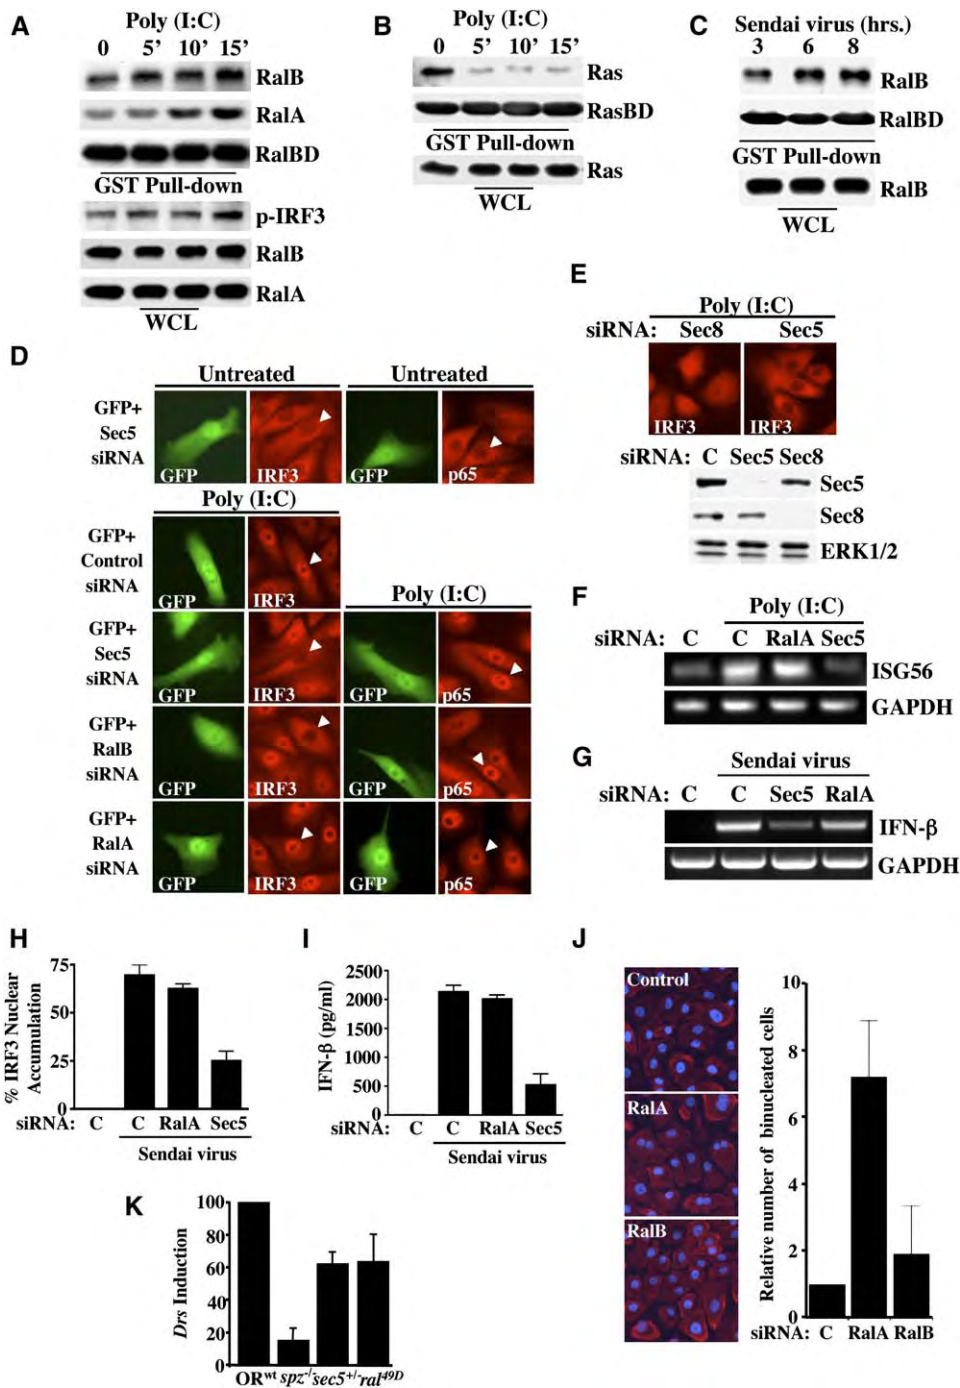 A
Poly (I:C)
0 5' 10' 15'
RalB
RalA
RalBD
GST Pull-down
p-IRF3
RalB
RalA
WCL
B
Poly (I:C)
0 5' 10' 15'
Ras
RasBD
GST Pull-down
Ras
WCL
C
Sendai virus (hrs.)
3 6 8
RalB
RalBD
GST Pull-down
RalB
WCL
D
Untreated Untreated
GFP+
Sec5
siRNA
GFP IRF3 GFP p65
Poly (I:C)
GFP+
Control
siRNA
GFP IRF3
Poly (I:C)
GFP+
Sec5
siRNA
GFP IRF3 GFP p65
GFP+
RalB
siRNA
GFP IRF3 GFP p65
GFP+
RalA
siRNA
GFP IRF3 GFP p65
E
Poly (I:C)
siRNA: Sec8 Sec5
IRF3 IRF3
siRNA: C Sec5 Sec8
Sec5
Sec8
ERK1/2
F
Poly (I:C)
siRNA: C C RalA Sec5
ISG56
GAPDH
G
Sendai virus
siRNA: C C Sec5 RalA
IFN-β
GAPDH
H
% IRF3 Nuclear
Accumulation
75
50
25
0
siRNA: C C RalA Sec5
Sendai virus
I
IFN-β (pg/ml)
2500
2000
1500
1000
500
0
siRNA: C C RalA Sec5
Sendai virus
J
Control
RalA
RalB
Relative number of binucleated cells
10
8
6
4
2
0
siRNA: C RalA RalB
K
Drs Induction
100
80
60
40
20
0
ORwt spz-/- sec5+/- ral49D